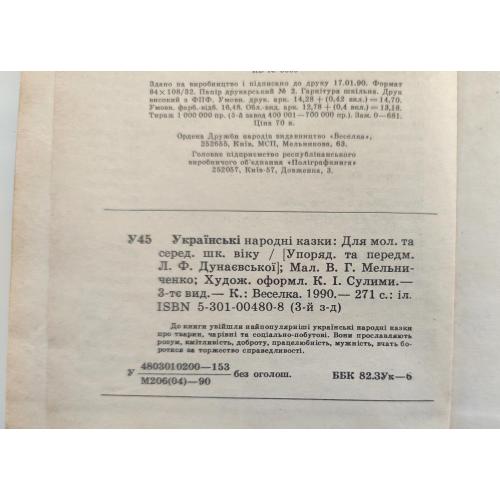 Здано на виробництво і підписано до друку 17.01.90. Формат
84×108/32. Папір друкарський № 2. Гарнітура шкільна. Друк
високий з ФПФ. Умовн. друк. арк. 14,28+(0,42 вкл.)=14,70.
Умовн. фарб.-відб. 16,48. Обл.-вид. арк. 12,78+(0,4 вкл.)=13,18.
Тираж 1 000 000 пр. (5-й завод 400 001—700 000 пр.). Зам. 0—681.
Ціна 70 к.
Ордена Дружби народів видавництво «Веселка»,
252655, Київ, МСП, Мельникова, 63.
Головне підприємство республіканського
виробничого об'єднання «Поліграфкнига»
252057, Київ-57, Довженка, 3.
У45 Українські народні казки: Для мол. та
серед. шк. віку / [Упоряд. та передм.
Л. Ф. Дунаєвської]; Мал. В. Г. Мельни-
ченко; Худож. оформл. К. І. Сулими.—
3-тє вид.— К.: Веселка. 1990.— 271 с.: іл.
ISBN 5-301-00480-8 (3-й з-д)
До книги увійшли найпопулярніші українські народні казки
про тварин, чарівні та соціально-побутові. Вони прославляють
розум, кмітливість, доброту, працелюбність, мужність, вчать бо-
ротися за торжество справедливості.
У 4803010200—153 без оголош. ББК 82.3Ук—6
М206(04)—90